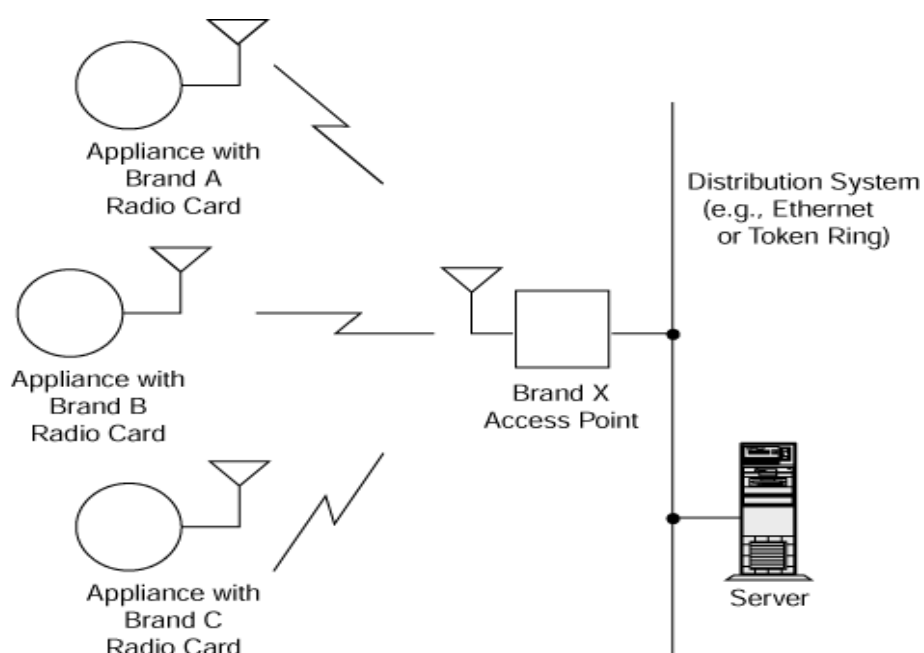 Appliance with
Brand A
Radio Card
Distribution System
(e.g., Ethernet
or Token Ring)
Appliance with
Brand B
Radio Card
Brand X
Access Point
Appliance with
Brand C
Radio Card
Server